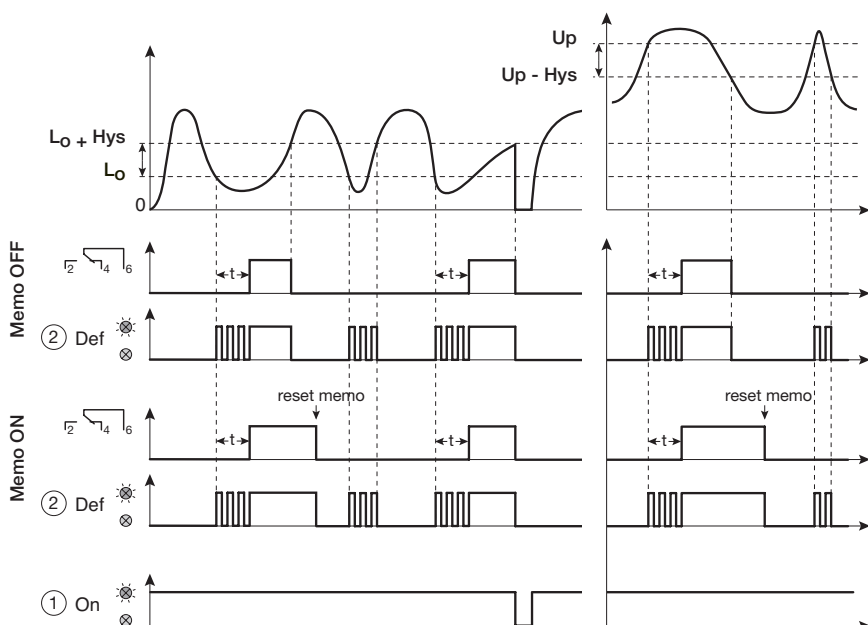 Up
Up - Hys
Lo + Hys
Lo
0
Memo OFF
2 4 6
t t t
2 Def
Memo ON
reset memo reset memo
2 4 6
t t t
2 Def
1 On